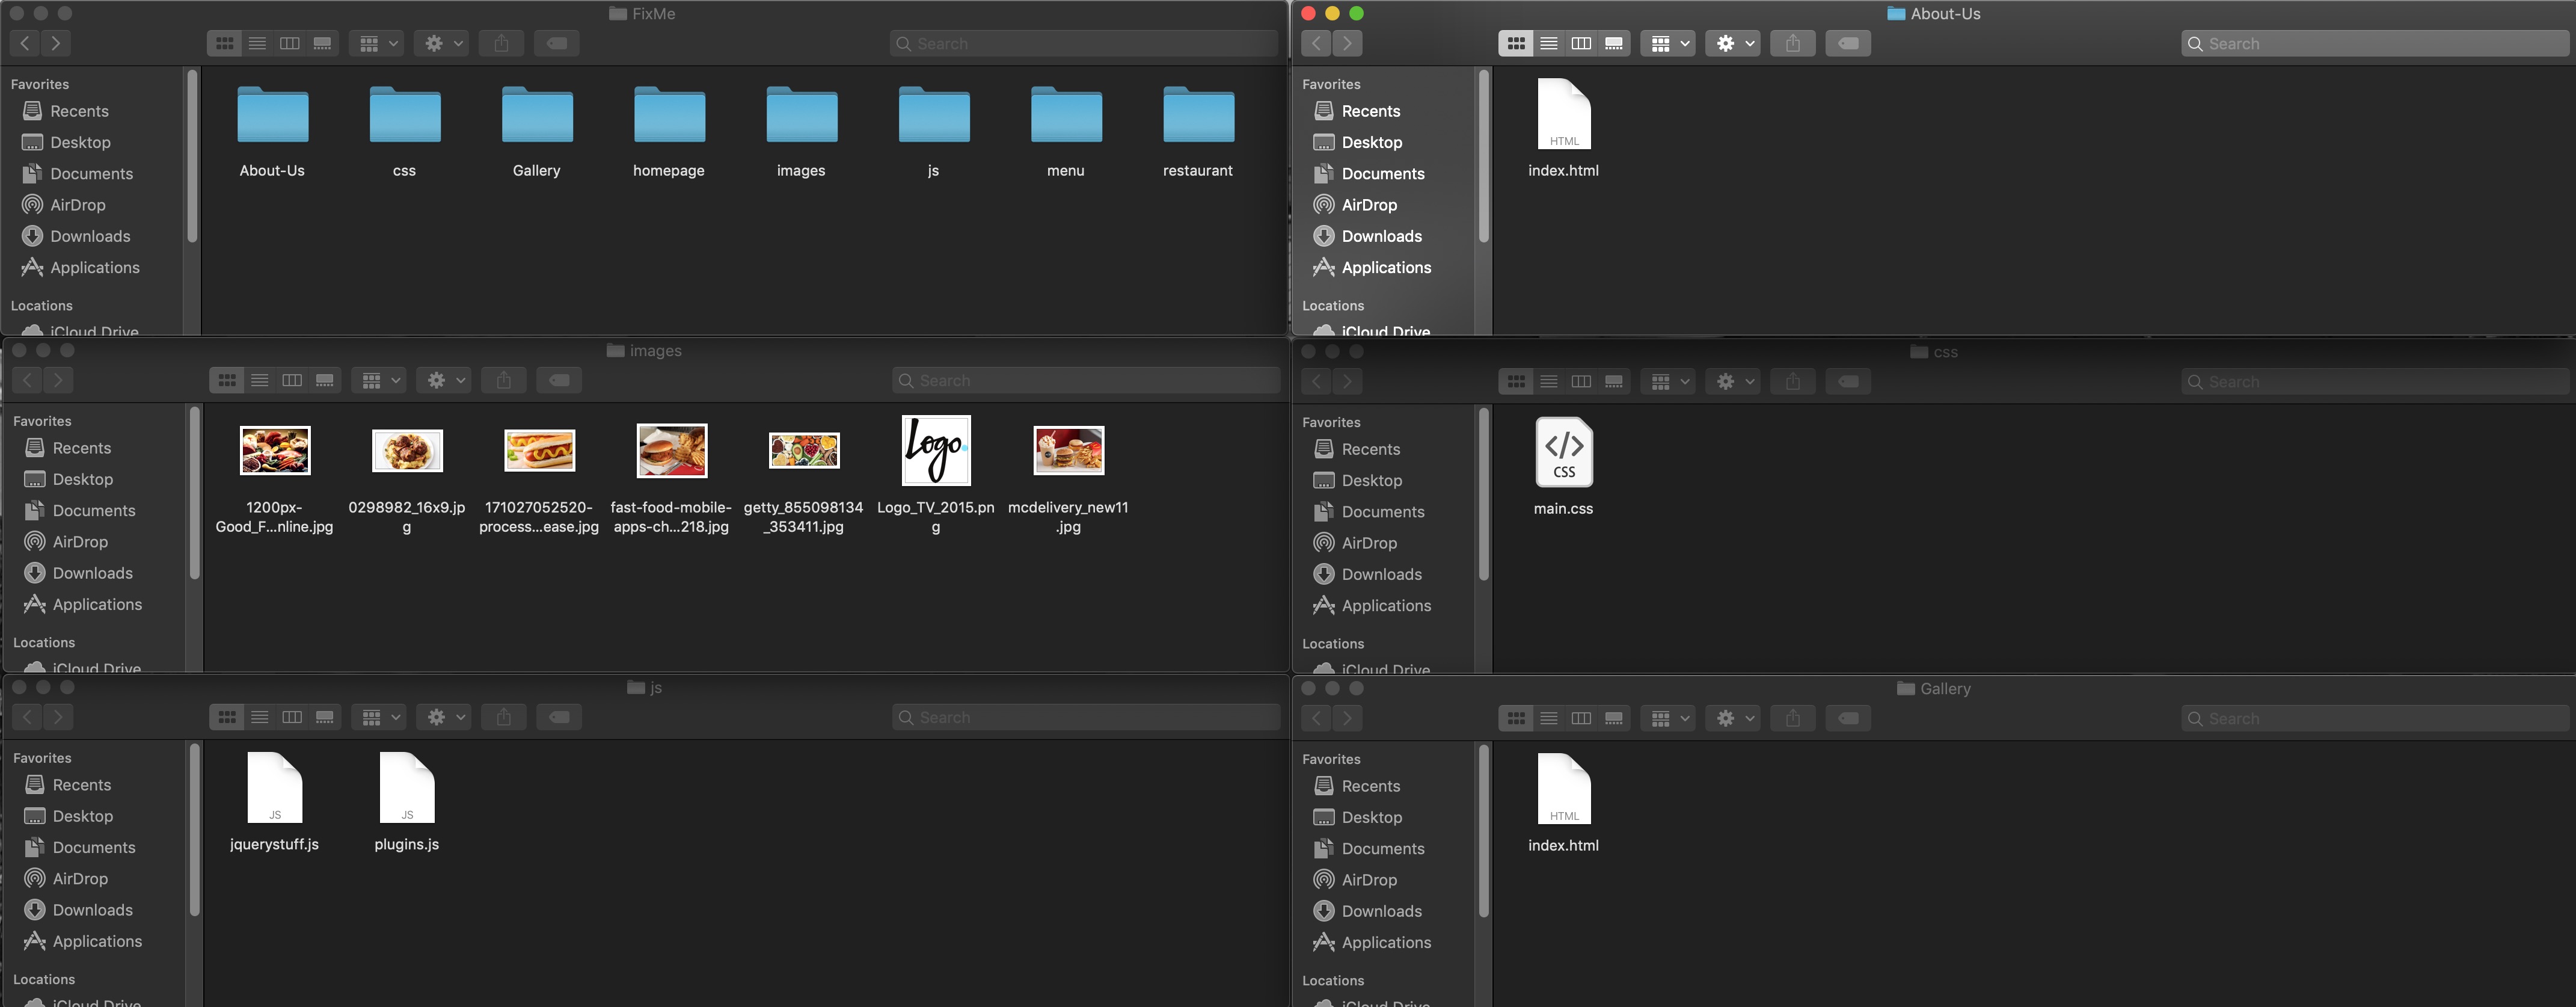 FixMe
Search
Favorites
Recents
Desktop
Documents
AirDrop
Downloads
Applications
Locations
iCloud Drive
About-Us css Gallery homepage images js menu restaurant
About-Us
Search
Favorites
Recents
Desktop
Documents
AirDrop
Downloads
Applications
Locations
iCloud Drive
HTML
index.html
images
Search
Favorites
Recents
Desktop
Documents
AirDrop
Downloads
Applications
Locations
iCloud Drive
Logo
1200px- 0298982_16x9.jp 171027052520- fast-food-mobile- getty_855098134 Logo_TV_2015.pn mcdelivery_new11
Good_F...nline.jpg g process...ease.jpg apps-ch...218.jpg _353411.jpg g .jpg
css
Search
Favorites
Recents
Desktop
Documents
AirDrop
Downloads
Applications
Locations
iCloud Drive
</>
CSS
main.css
js
Search
Favorites
Recents
Desktop
Documents
AirDrop
Downloads
Applications
Locations
iCloud Drive
JS JS
jquerystuff.js plugins.js
Gallery
Search
Favorites
Recents
Desktop
Documents
AirDrop
Downloads
Applications
Locations
iCloud Drive
HTML
index.html